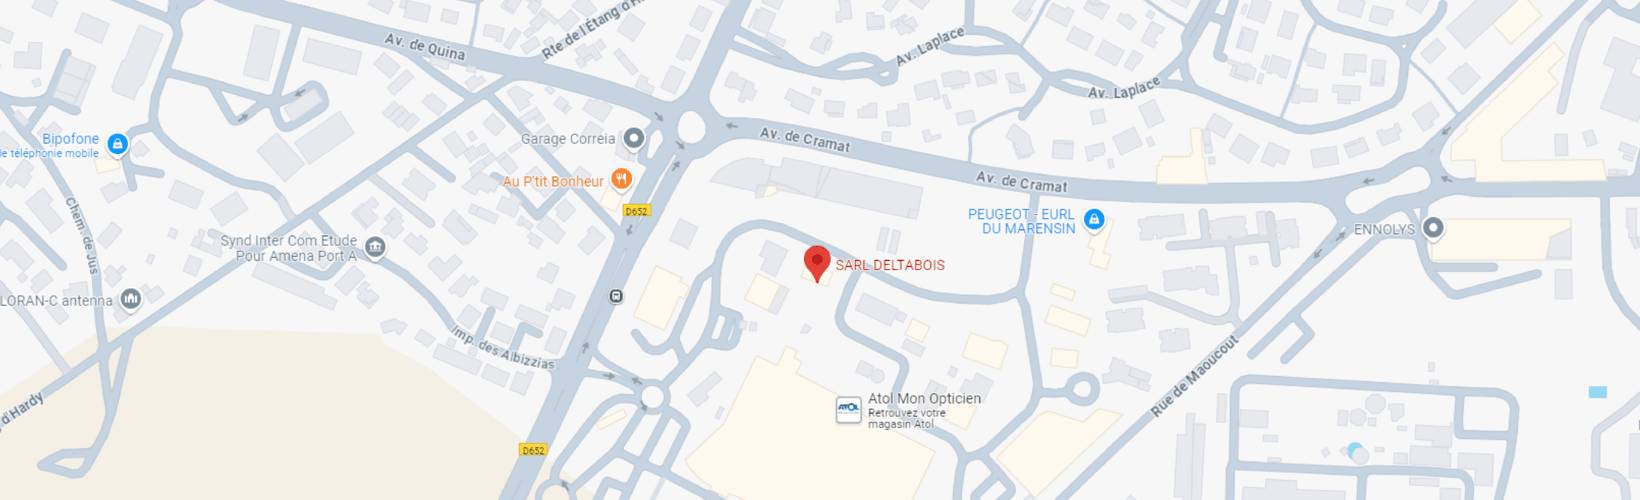 Av. de Quina
Rte de l'Étang d'H
Av. Laplace
Av. Laplace
Bipofone
de téléphonie mobile
Garage Correia
Av. de Cramat
Au P'tit Bonheur
Av. de Cramat
D652
PEUGEOT - EURL
DU MARENSIN
ENNOLYS
Chem. de Jus
Synd Inter Com Etude
Pour Amena Port A
SARL DELTABOIS
LORAN-C antenna
Imp. des Albizzias
Rue de Maoucout
d'Hardy
ATOL
Atol Mon Opticien
Retrouvez votre
magasin Atol
D652